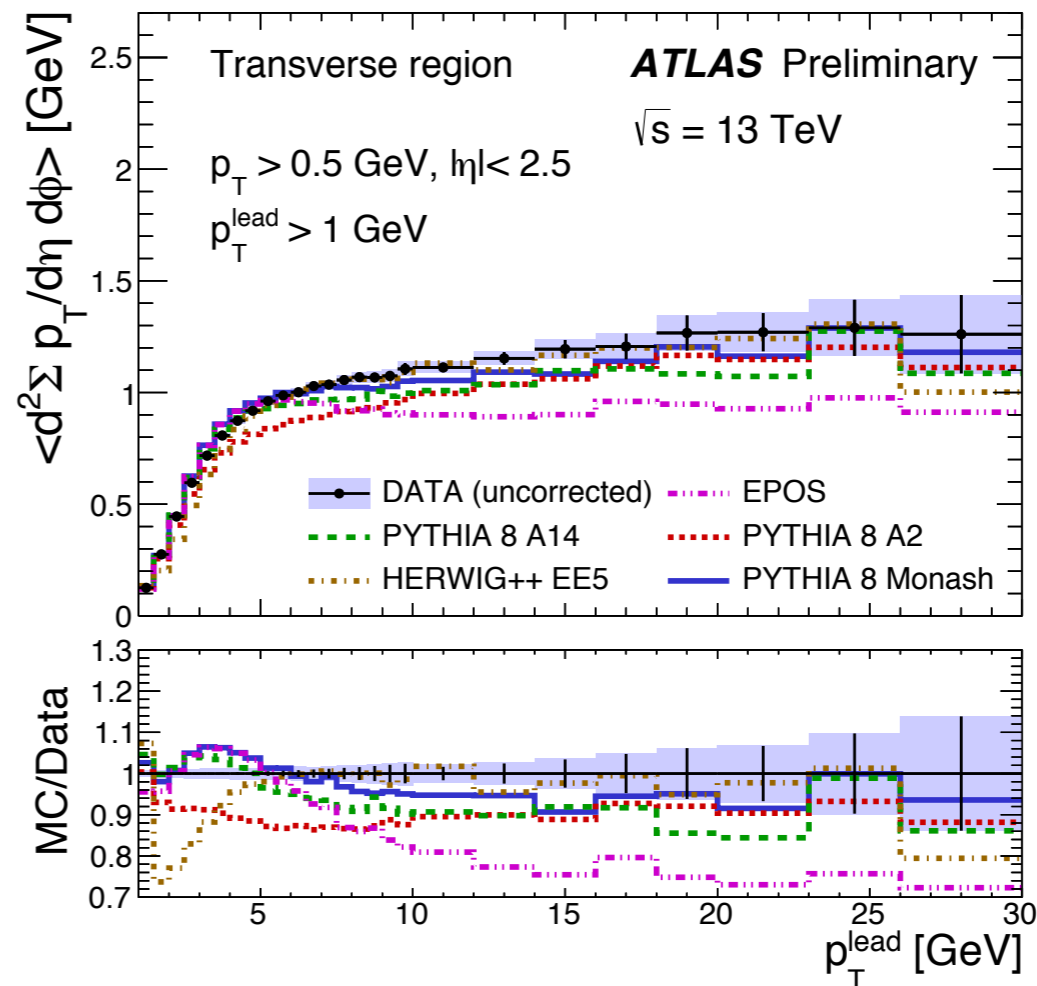 <d²Σ p_T/dη dφ> [GeV]
2.5
2
1.5
1
0.5
0
Transverse region
ATLAS Preliminary
√s = 13 TeV
p_T > 0.5 GeV, |η|< 2.5
p_T^lead > 1 GeV
DATA (uncorrected)
EPOS
PYTHIA 8 A14
PYTHIA 8 A2
HERWIG++ EE5
PYTHIA 8 Monash
MC/Data
1.3
1.2
1.1
1
0.9
0.8
0.7
5 10 15 20 25 30
p_T^lead [GeV]